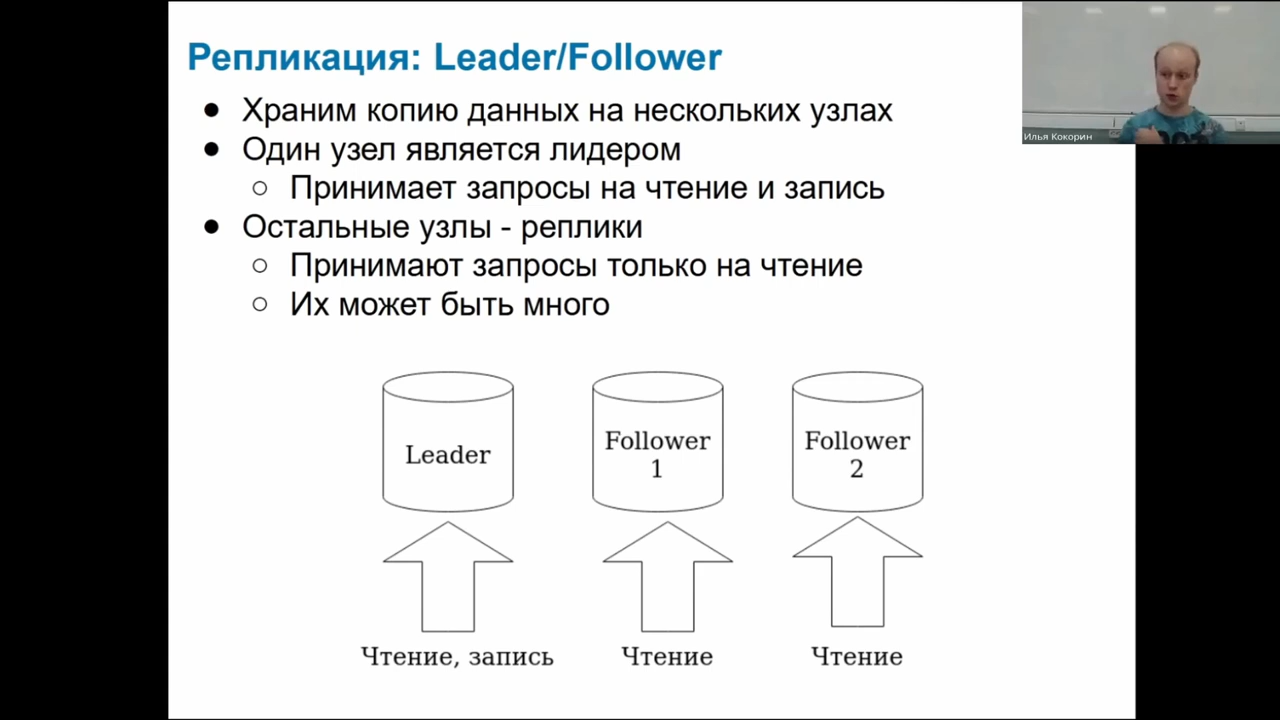 Репликация: Leader/Follower
● Храним копию данных на нескольких узлах
● Один узел является лидером
○ Принимает запросы на чтение и запись
● Остальные узлы - реплики
○ Принимают запросы только на чтение
○ Их может быть много
Илья Кокорин
Leader
Follower
1
Follower
2
Чтение, запись
Чтение
Чтение